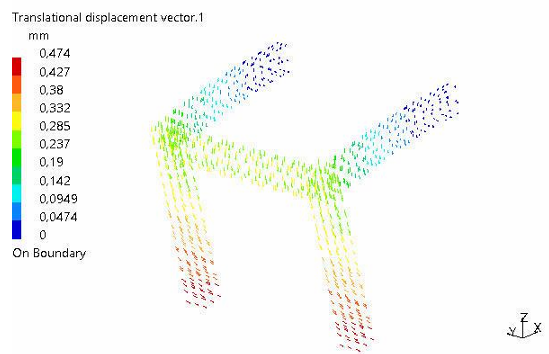 Translational displacement vector.1
mm
0,474
0,427
0,38
0,332
0,285
0,237
0,19
0,142
0,0949
0,0474
0
On Boundary
Z
Y X